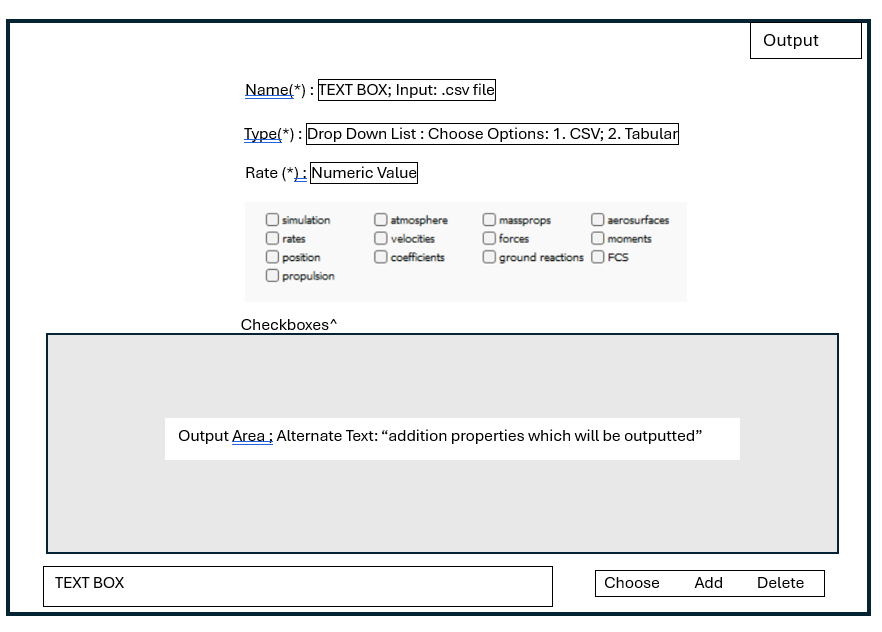 Output
Name(*) : TEXT BOX; Input: .csv file
Type(*) : Drop Down List : Choose Options: 1. CSV; 2. Tabular
Rate (*) : Numeric Value
simulation atmosphere massprops aerosurfaces
rates velocities forces moments
position coefficients ground reactions FCS
propulsion
Checkboxes^
Output Area ; Alternate Text: “addition properties which will be outputted”
TEXT BOX Choose Add Delete